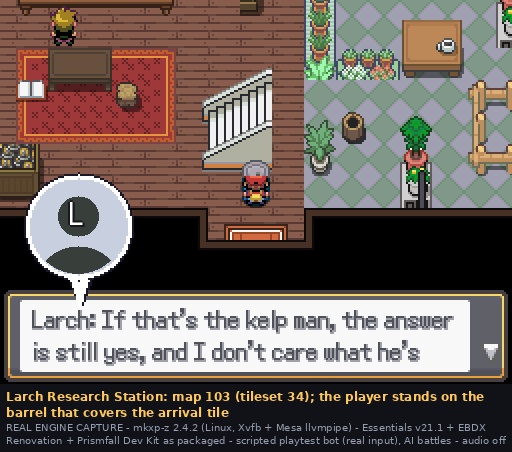 L
Larch: If that's the kelp man, the answer
is still yes, and I don't care what he's
Larch Research Station: map 103 (tileset 34); the player stands on the
barrel that covers the arrival tile
REAL ENGINE CAPTURE - mkxp-z 2.4.2 (Linux, Xvfb + Mesa llvmpipe) - Essentials v21.1 + EBDX
Renovation + Prismfall Dev Kit as packaged - scripted playtest bot (real input), AI battles - audio off